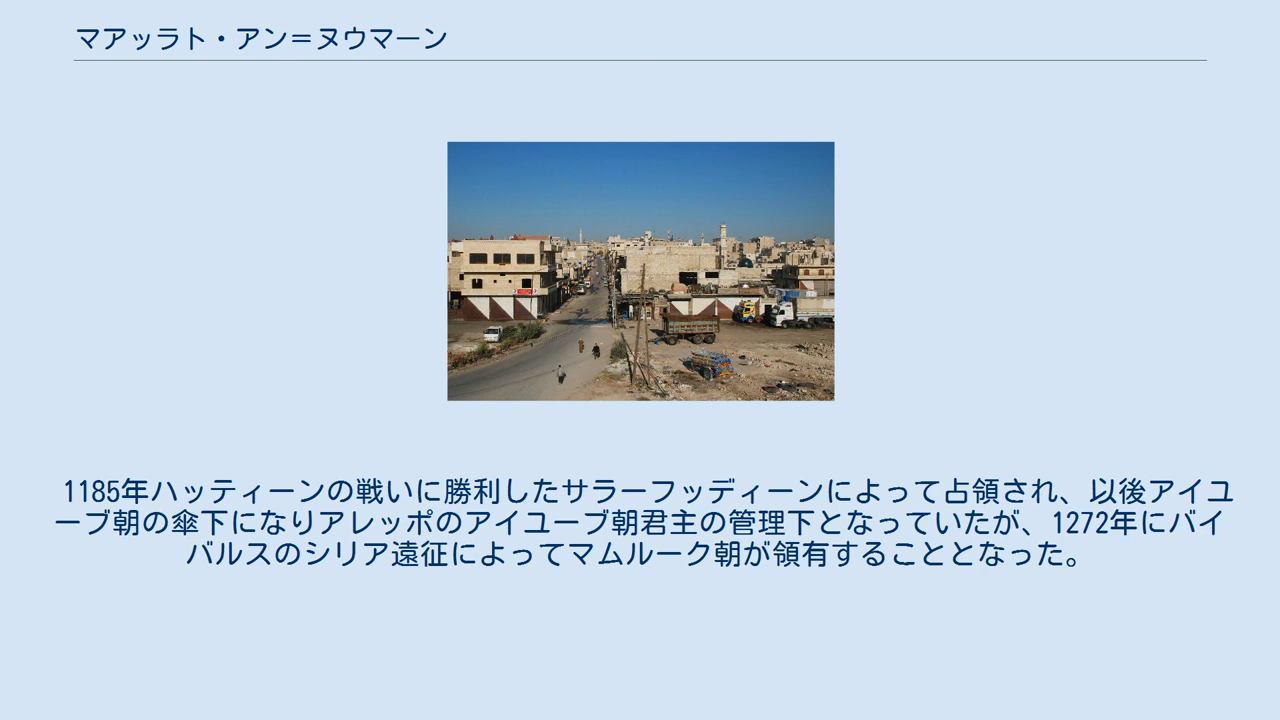 マアッラト・アン＝ヌウマーン
1185年ハッティーンの戦いに勝利したサラーフッディーンによって占領され、以後アイユ
ーブ朝の傘下になりアレッポのアイユーブ朝君主の管理下となっていたが、1272年にバイ
バルスのシリア遠征によってマムルーク朝が領有することとなった。